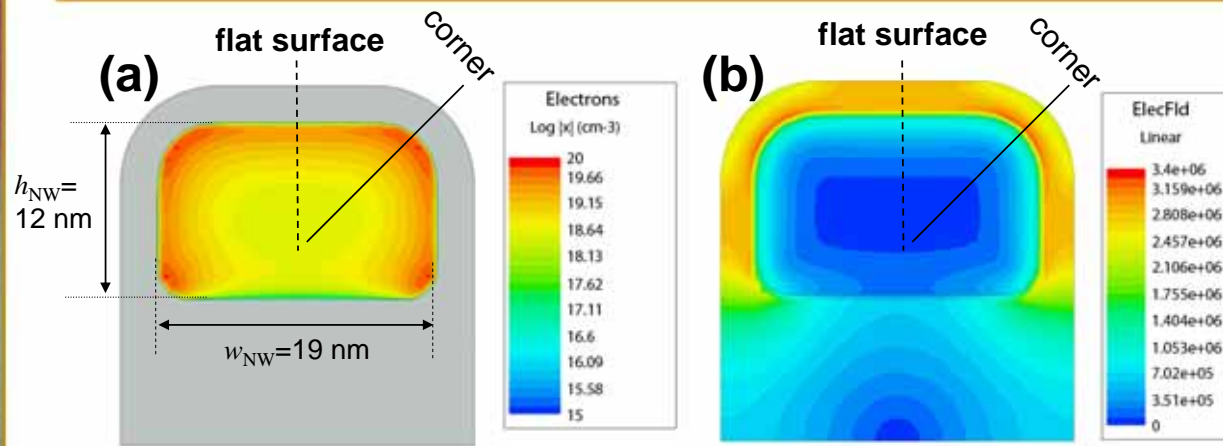 (a)
flat surface
corner
h_NW=
12 nm
w_NW=19 nm
Electrons
Log |x| (cm-3)
20
19.66
19.15
18.64
18.13
17.62
17.11
16.6
16.09
15.58
15
(b)
flat surface
corner
ElecFld
Linear
3.4e+06
3.159e+06
2.808e+06
2.457e+06
2.106e+06
1.755e+06
1.404e+06
1.053e+06
7.02e+05
3.51e+05
0